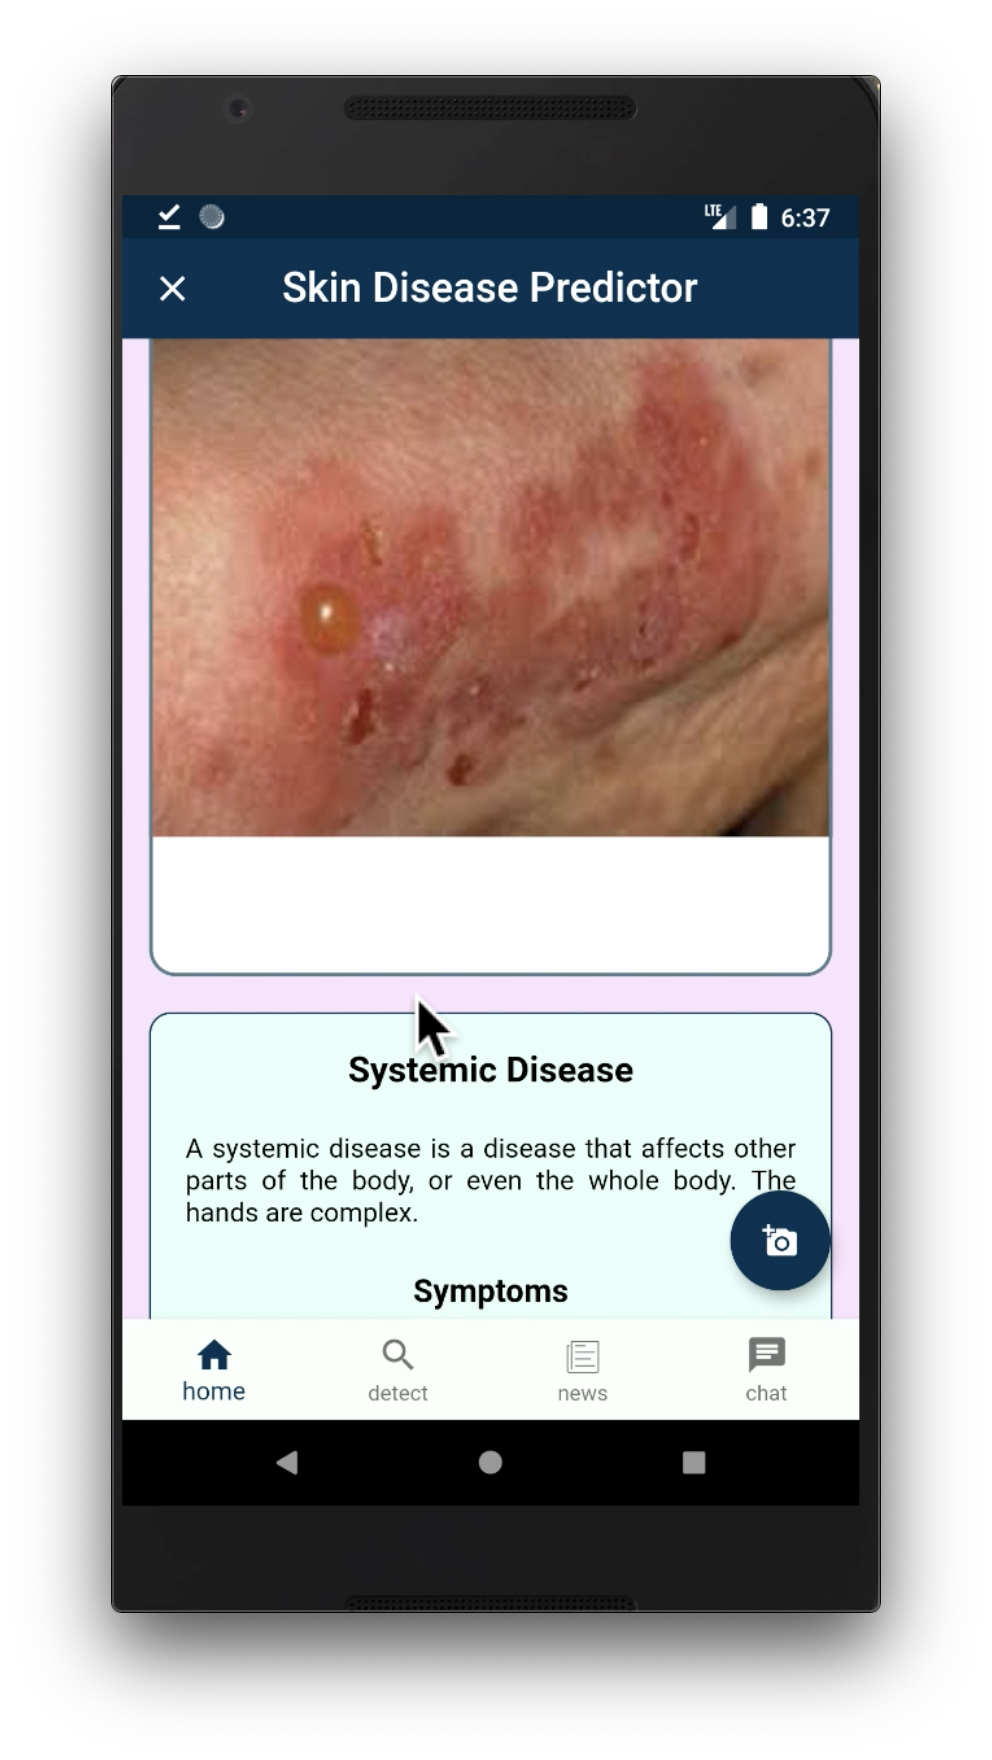 LTE 6:37
Skin Disease Predictor
Systemic Disease
A systemic disease is a disease that affects other
parts of the body, or even the whole body. The
hands are complex.
Symptoms
home detect news chat